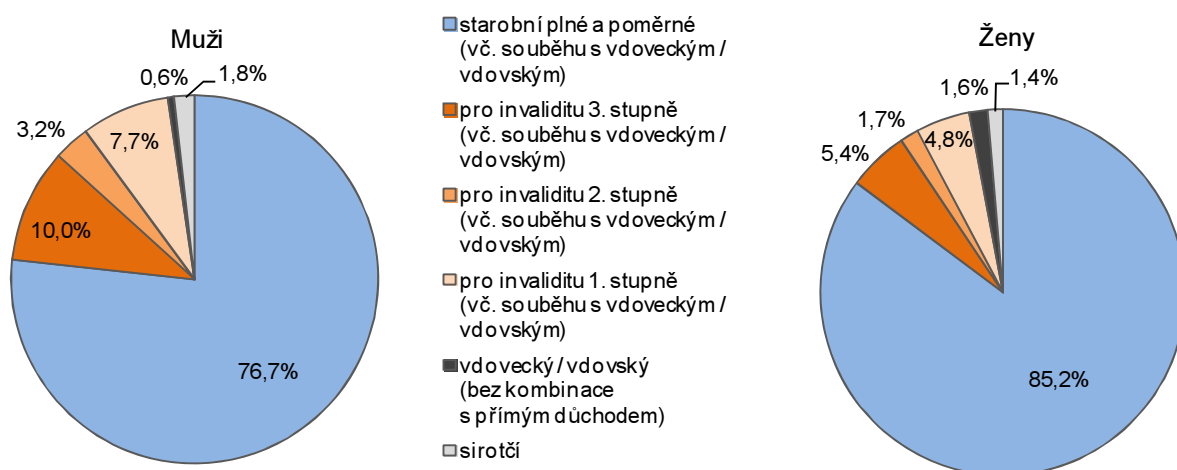 Muži
0,6%
1,8%
3,2%
7,7%
10,0%
76,7%
starobní plné a poměrné
(vč. souběhu s vdoveckým /
vdovským)
pro invaliditu 3. stupně
(vč. souběhu s vdoveckým /
vdovským)
pro invaliditu 2. stupně
(vč. souběhu s vdoveckým /
vdovským)
pro invaliditu 1. stupně
(vč. souběhu s vdoveckým /
vdovským)
vdovecký / vdovský
(bez kombinace
s přímým důchodem)
sirotčí
Ženy
1,6%
1,4%
1,7%
4,8%
5,4%
85,2%